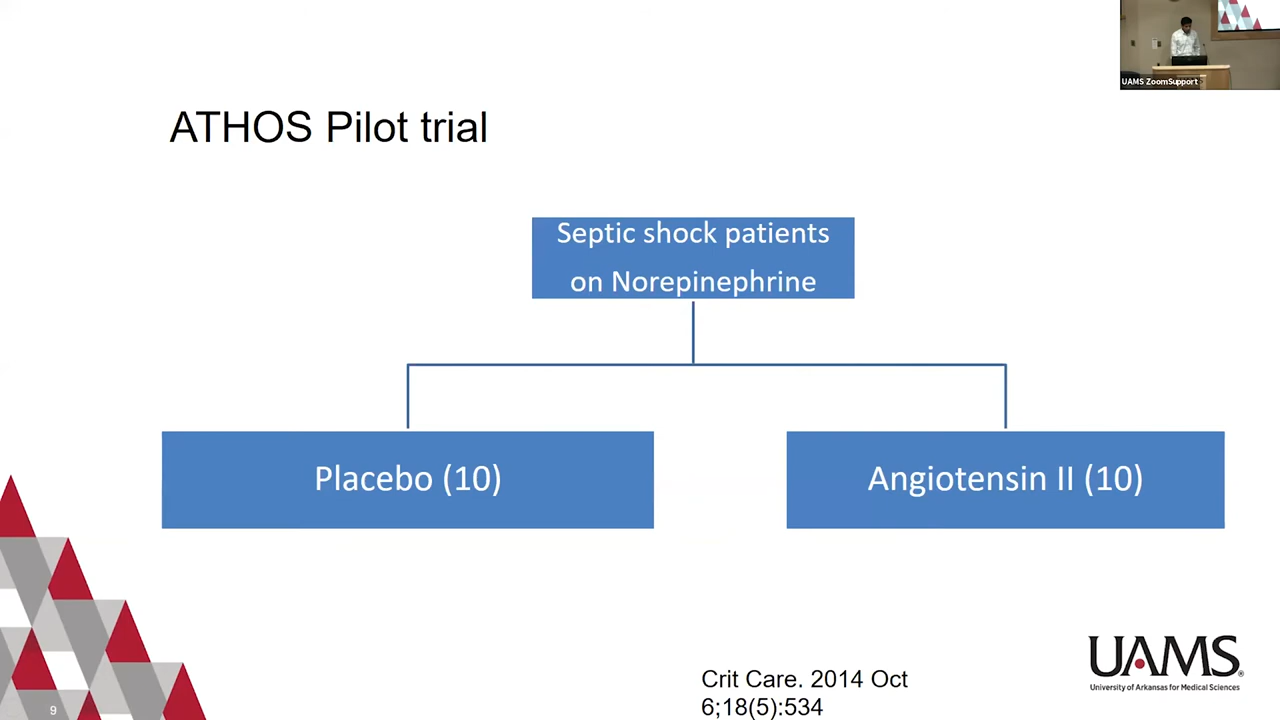 UAMS ZoomSupport
ATHOS Pilot trial
Septic shock patients
on Norepinephrine
Placebo (10)
Angiotensin II (10)
Crit Care. 2014 Oct
6;18(5):534
UAMS®
University of Arkansas for Medical Sciences
9